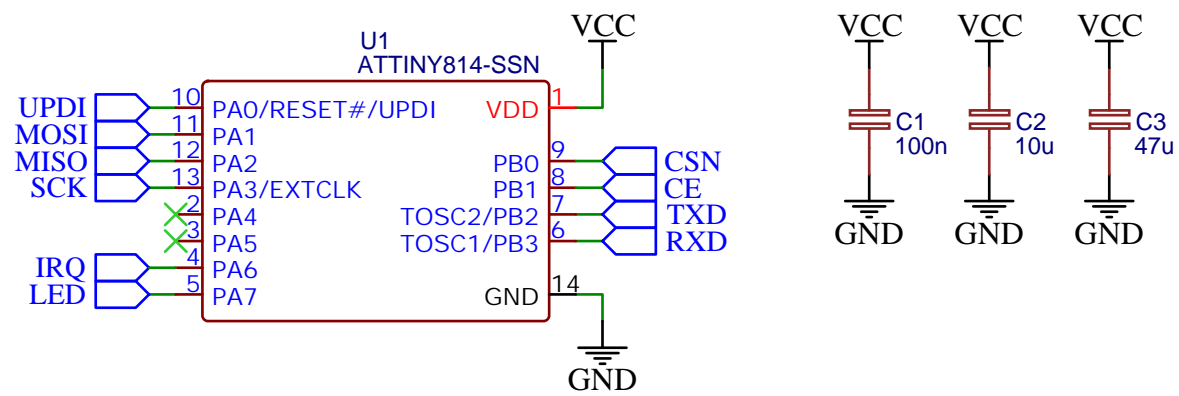 U1
ATTINY814-SSN
VCC
UPDI 10 PA0/RESET#/UPDI VDD 1
MOSI 11 PA1
MISO 12 PA2 PB0 9 CSN
SCK 13 PA3/EXTCLK PB1 8 CE
2 PA4 TOSC2/PB2 7 TXD
3 PA5 TOSC1/PB3 6 RXD
IRQ 4 PA6
LED 5 PA7 GND 14
GND
VCC
C1
100n
GND
VCC
C2
10u
GND
VCC
C3
47u
GND